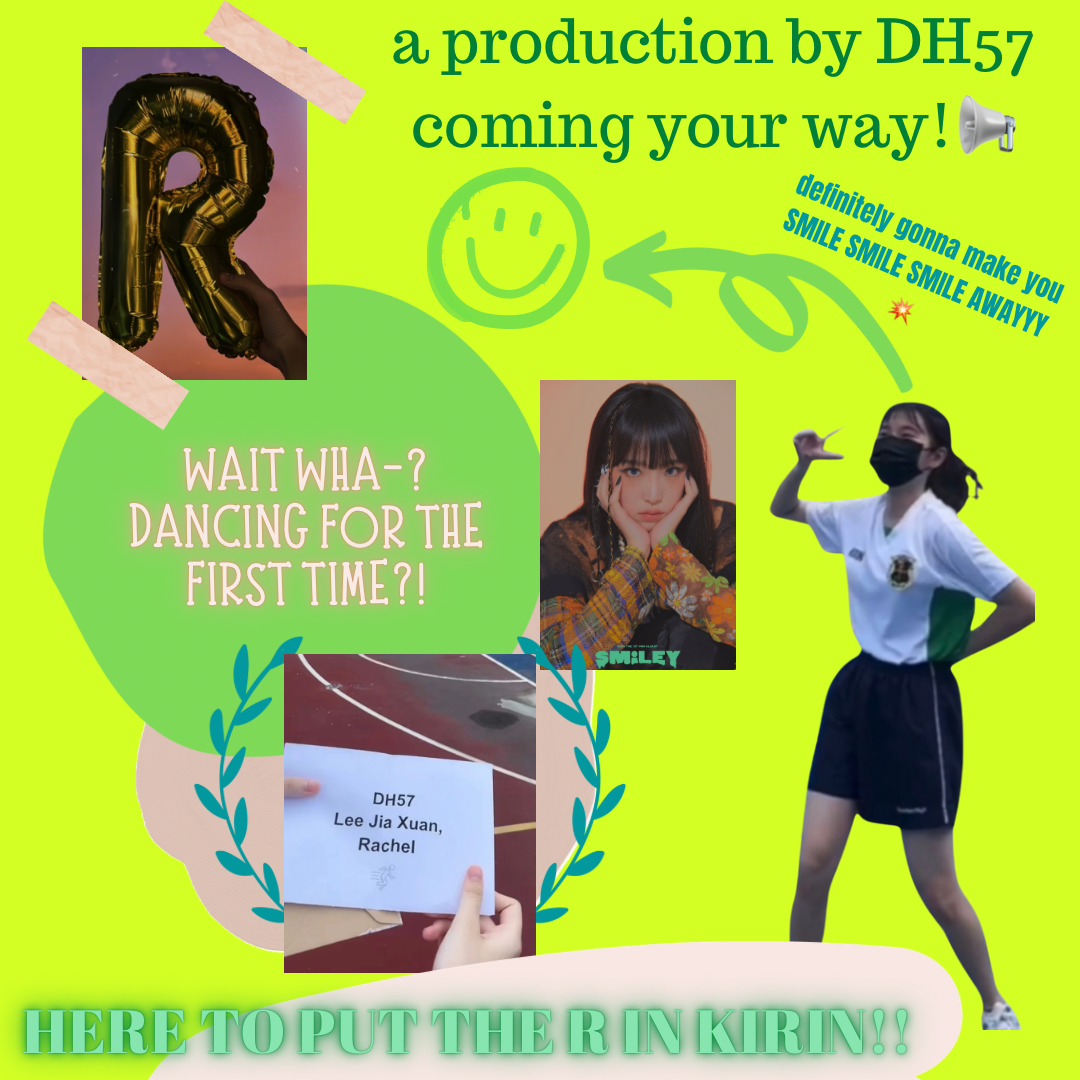 a production by DH57
coming your way!
definitely gonna make you
SMILE SMILE SMILE AWAYYY
R
WAIT WHA-?
DANCING FOR THE
FIRST TIME?!
SMiLEY
DH57
Lee Jia Xuan,
Rachel
HERE TO PUT THE R IN KIRIN!!